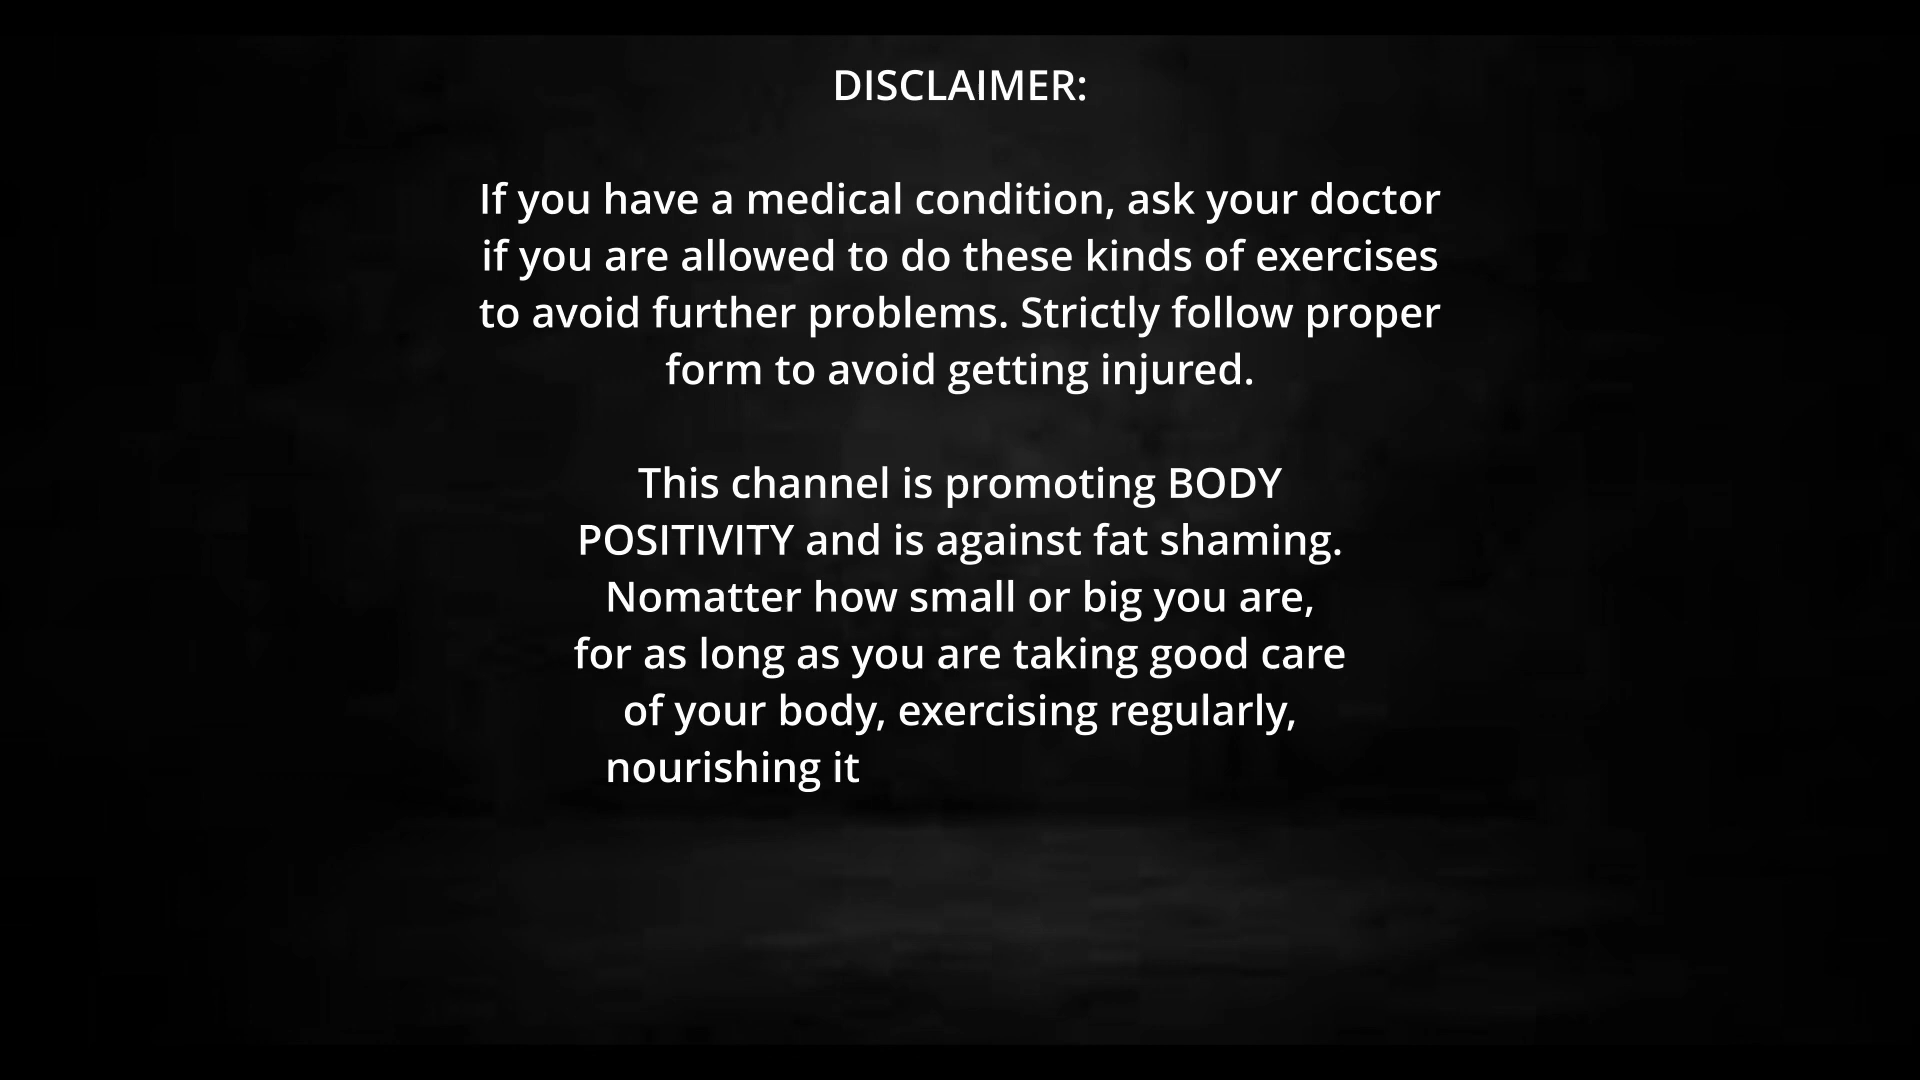 DISCLAIMER:
If you have a medical condition, ask your doctor
if you are allowed to do these kinds of exercises
to avoid further problems. Strictly follow proper
form to avoid getting injured.
This channel is promoting BODY
POSITIVITY and is against fat shaming.
Nomatter how small or big you are,
for as long as you are taking good care
of your body, exercising regularly,
nourishing it